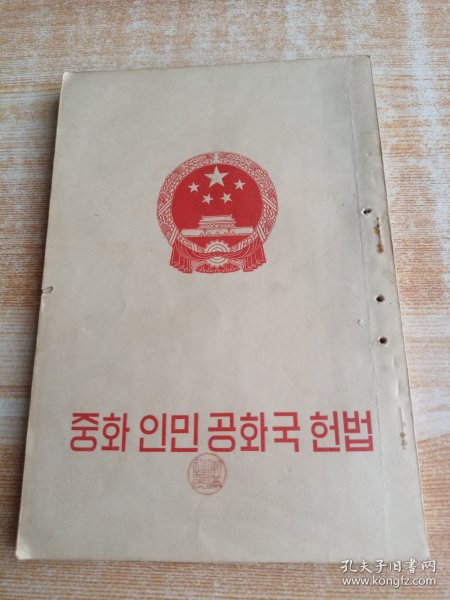 중화 인민 공화국 헌법
孔夫子旧书网
www.kongfz.com